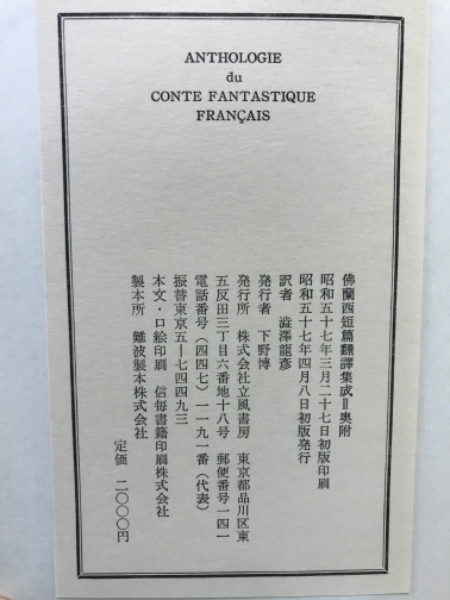 ANTHOLOGIE
du
CONTE FANTASTIQUE
FRANÇAIS
佛蘭西短篇飜譯集成Ⅱ奥附
昭和五十七年三月二十七日初版印刷
昭和五十七年四月八日初版発行
訳者 澁澤龍彦
発行者 下野博
発行所 株式会社立風書房 東京都品川区東
五反田三丁目六番地十八号 郵便番号一四一
電話番号(四四七)一一九一番(代表)
振替東京五—七四四九三
本文・口絵印刷 信毎書籍印刷株式会社
製本所 難波製本株式会社
定価 二〇〇〇円